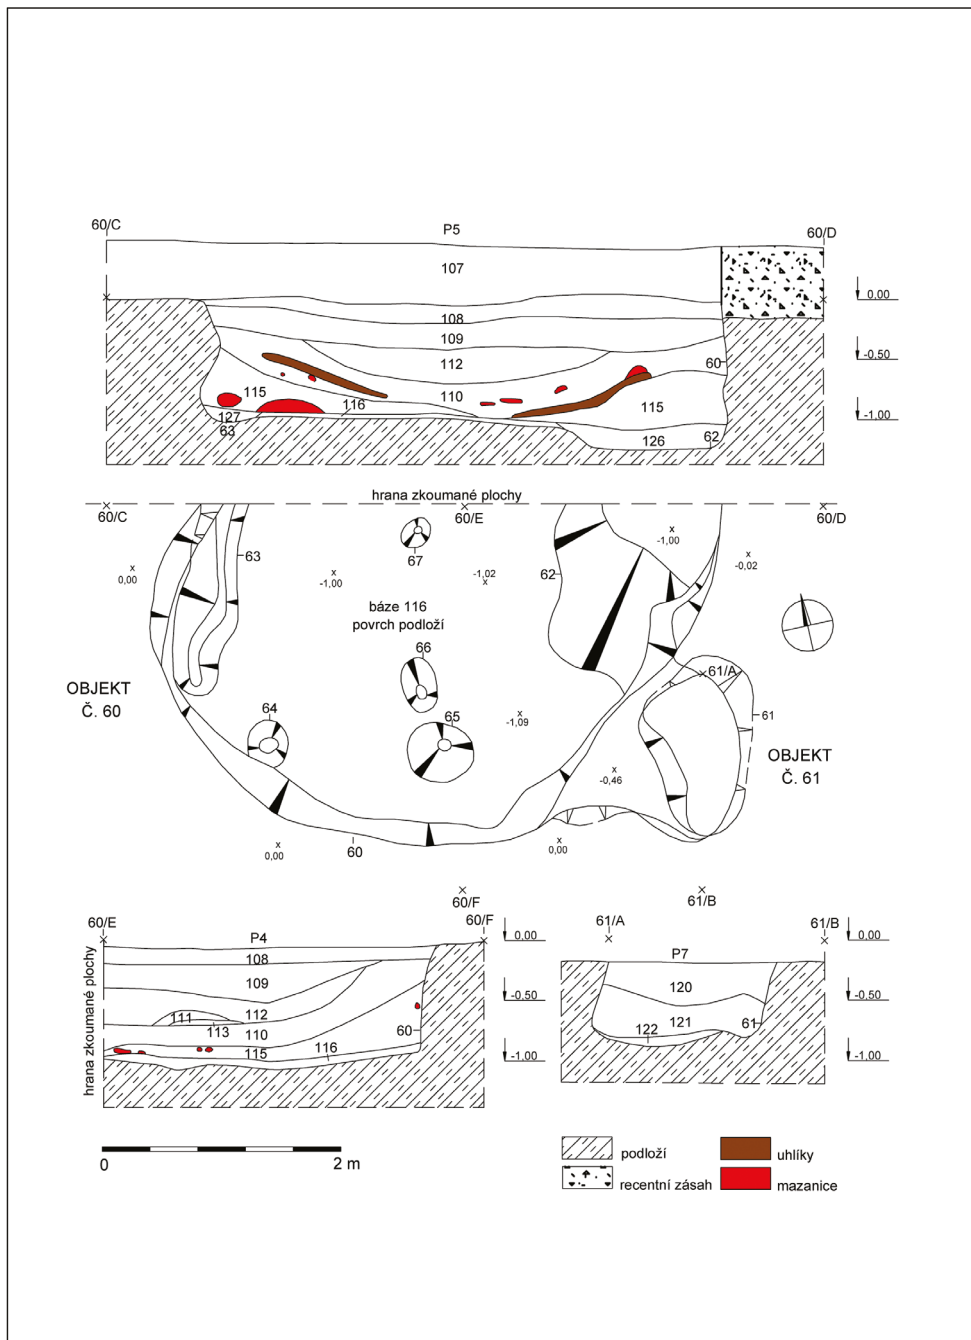 60/C P5 60/D
107
0.00
108
109
60
-0.50
112
110
115
116
115
127
63
126
62
-1,00
hrana zkoumané plochy
60/C 60/E 60/D
67
63
62
x
-1,00
x
-0,02
x
0,00
x
-1,00
-1,02
x
báze 116
povrch podloží
66
61/A
OBJEKT
Č. 60
64
65
x
-1,09
61
OBJEKT
Č. 61
x
-0,46
x
0,00
60
x
0,00
60/F
61/B
60/E P4 60/F
0,00
61/A P7 61/B
0,00
hrana zkoumané plochy
108
109
111
112
113
110
60
115
116
-0.50
-1.00
120
121
61
122
-0.50
-1,00
0 2 m
podloží
uhlíky
recentní zásah
mazanice